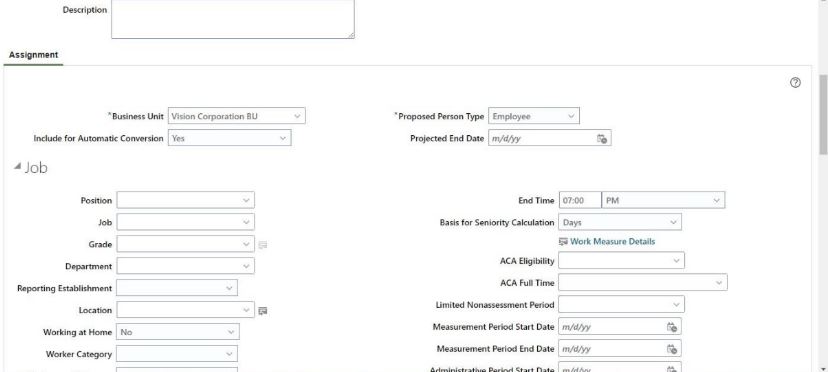 Description
Assignment
*Business Unit Vision Corporation BU
*Proposed Person Type Employee
Include for Automatic Conversion Yes
Projected End Date m/d/yy
Job
Position
End Time 07:00 PM
Job
Basis for Seniority Calculation Days
Grade
Work Measure Details
Department
ACA Eligibility
Reporting Establishment
ACA Full Time
Location
Limited Nonassessment Period
Working at Home No
Measurement Period Start Date m/d/yy
Worker Category
Measurement Period End Date m/d/yy
Administrative Period Start Date m/d/yy